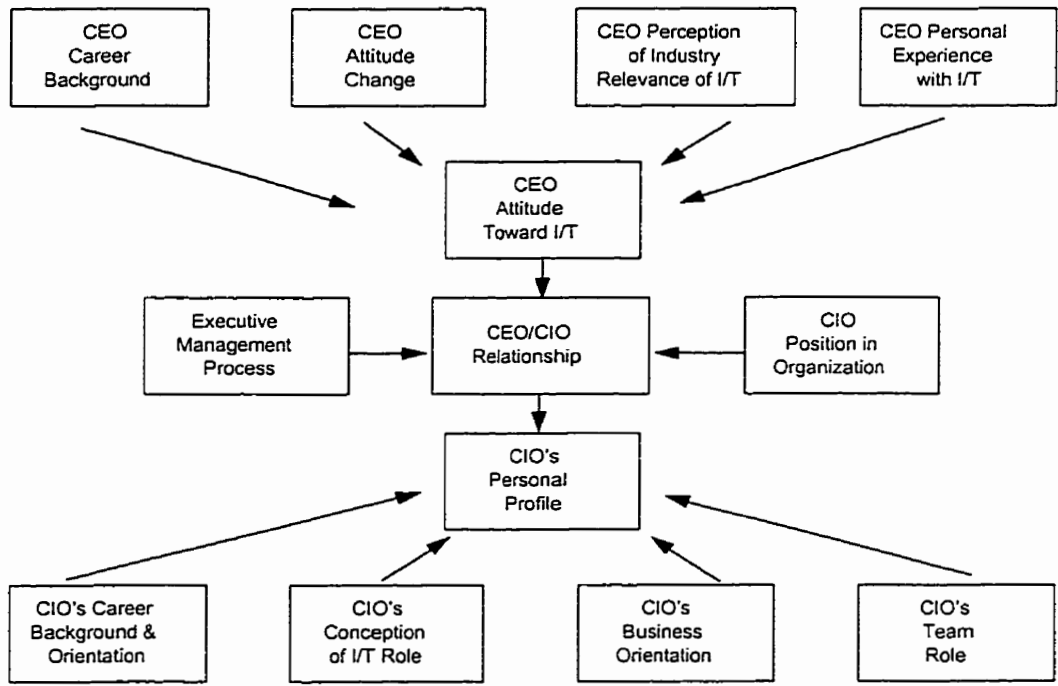 CEO
Career
Background
CEO
Attitude
Change
CEO Perception
of Industry
Relevance of I/T
CEO Personal
Experience
with I/T
CEO
Attitude
Toward I/T
Executive
Management
Process
CEO/CIO
Relationship
CIO
Position in
Organization
CIO's
Personal
Profile
CIO's Career
Background &
Orientation
CIO's
Conception
of I/T Role
CIO's
Business
Orientation
CIO's
Team
Role